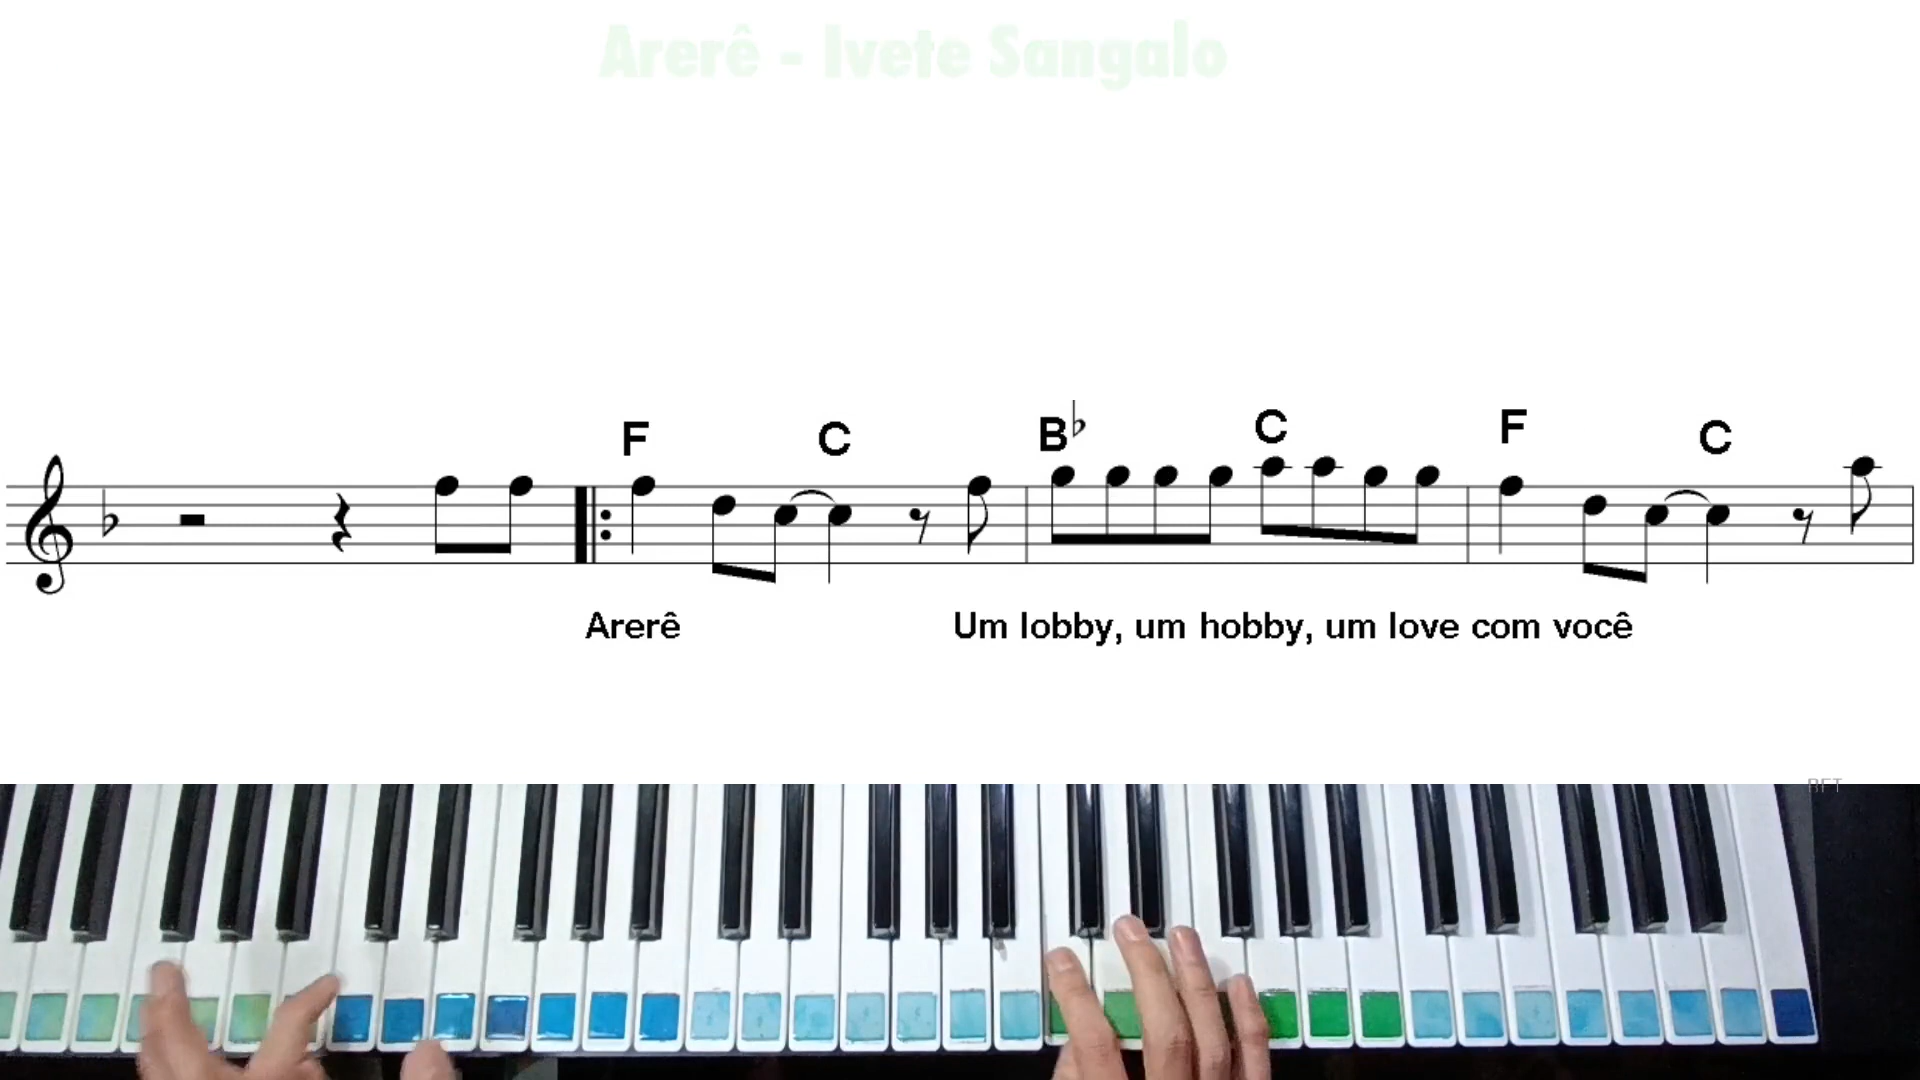 Arerê - Ivete Sangalo
F C B♭ C F C
Arerê Um lobby, um hobby, um love com você